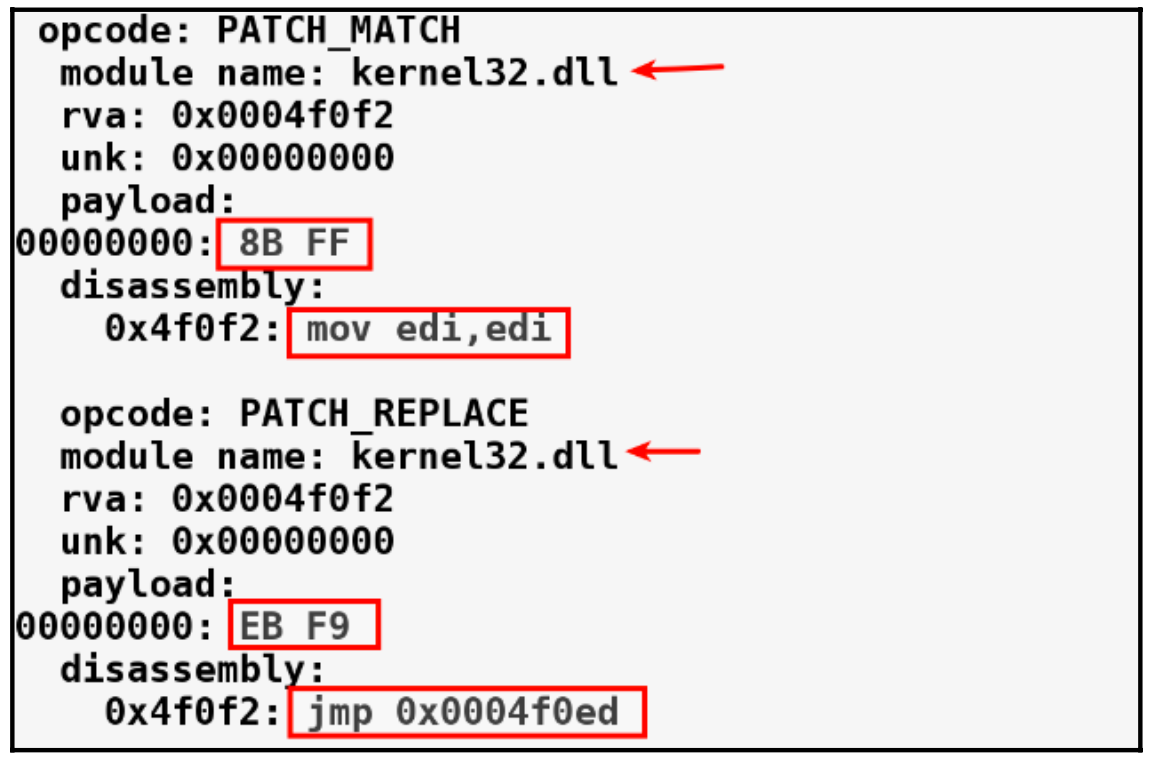 opcode: PATCH_MATCH
module name: kernel32.dll
rva: 0x0004f0f2
unk: 0x00000000
payload:
00000000: 8B FF
disassembly:
0x4f0f2: mov edi,edi
opcode: PATCH_REPLACE
module name: kernel32.dll
rva: 0x0004f0f2
unk: 0x00000000
payload:
00000000: EB F9
disassembly:
0x4f0f2: jmp 0x0004f0ed